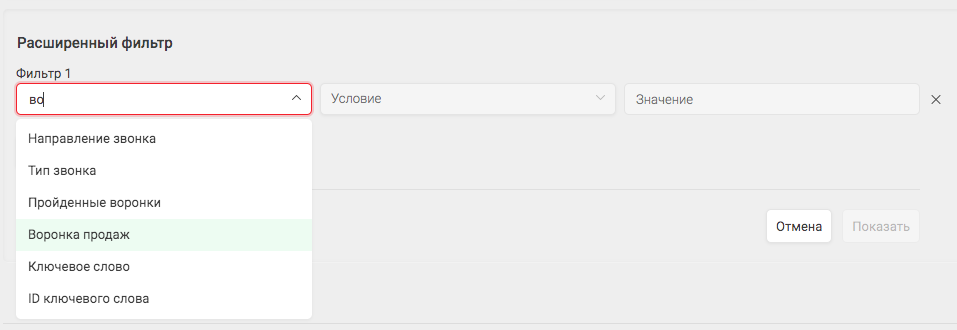 Расширенный фильтр
Фильтр 1
во
Условие
Значение
Направление звонка
Тип звонка
Пройденные воронки
Воронка продаж
Ключевое слово
ID ключевого слова
Отмена
Показать